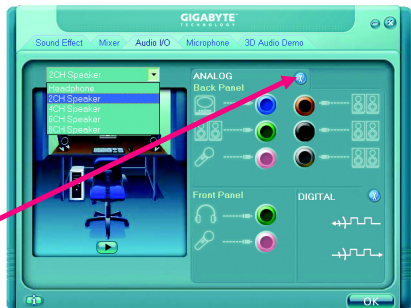 GIGABYTE
TECHNOLOGY
Sound Effect Mixer Audio I/O Microphone 3D Audio Demo
2CH Speaker
Headphone
2CH Speaker
4CH Speaker
6CH Speaker
8CH Speaker
ANALOG
Back Panel
Front Panel
DIGITAL
OK